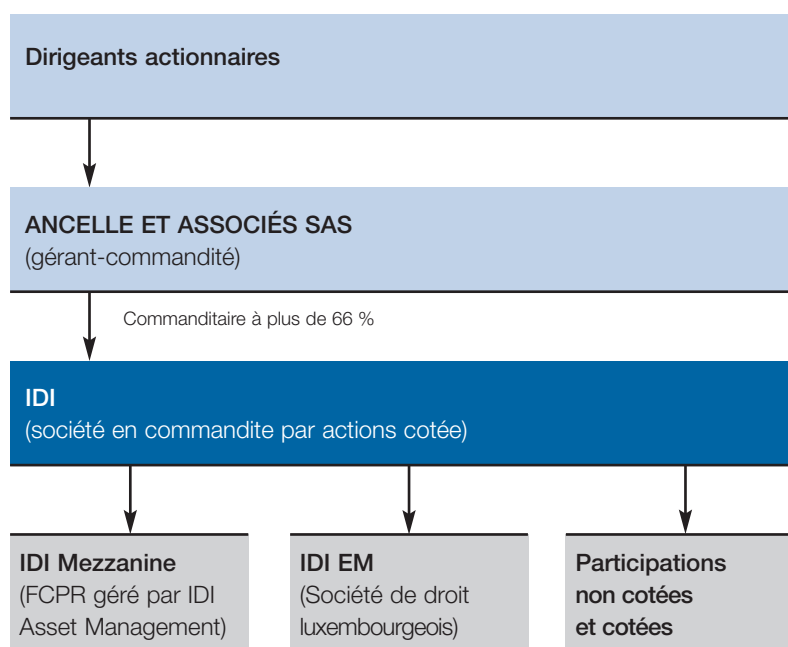 Dirigeants actionnaires
ANCELLE ET ASSOCIÉS SAS
(gérant-commandité)
Commanditaire à plus de 66 %
IDI
(société en commandite par actions cotée)
IDI Mezzanine
(FCPR géré par IDI
Asset Management)
IDI EM
(Société de droit
luxembourgeois)
Participations
non cotées
et cotées